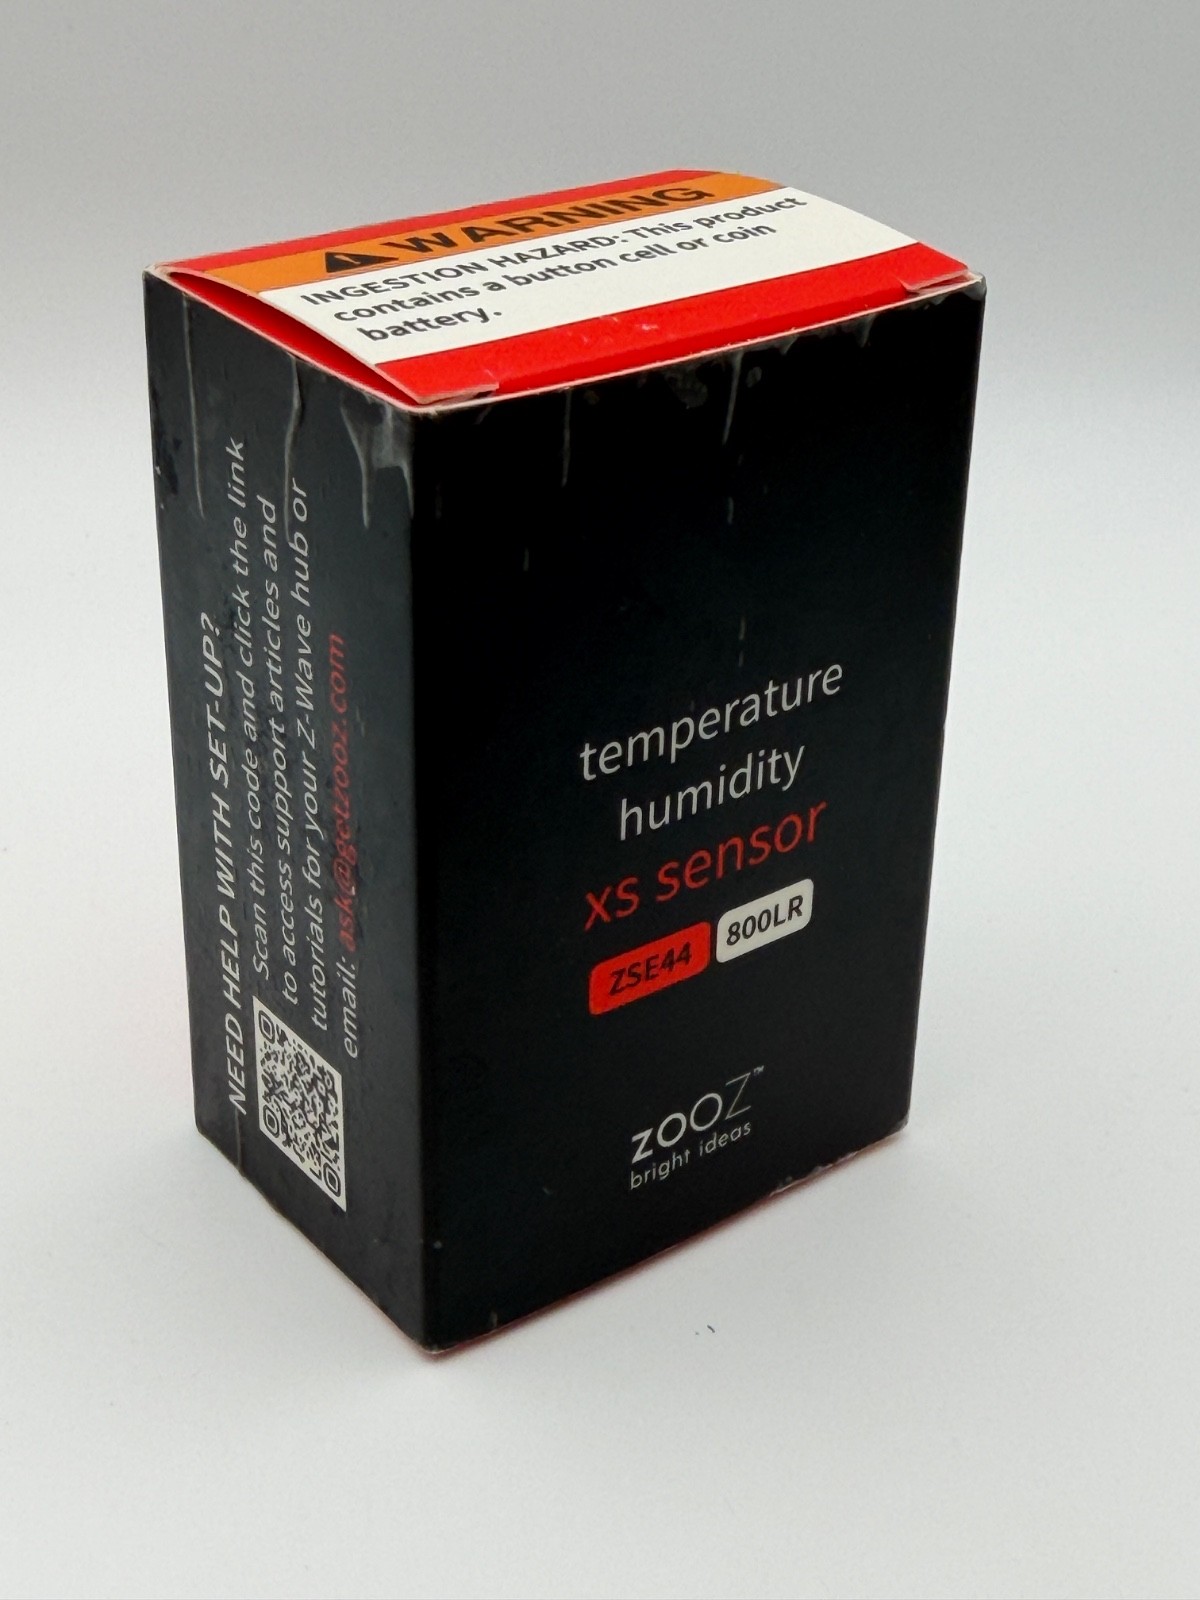 WARNING
INGESTION HAZARD: This product
contains a button cell or coin
battery.
NEED HELP WITH SET-UP?
Scan this code and click the link
to access support articles and
tutorials for your Z-Wave hub or
email: ask@getzooz.com
temperature
humidity
xs sensor
ZSE44 800LR
zooz™
bright ideas